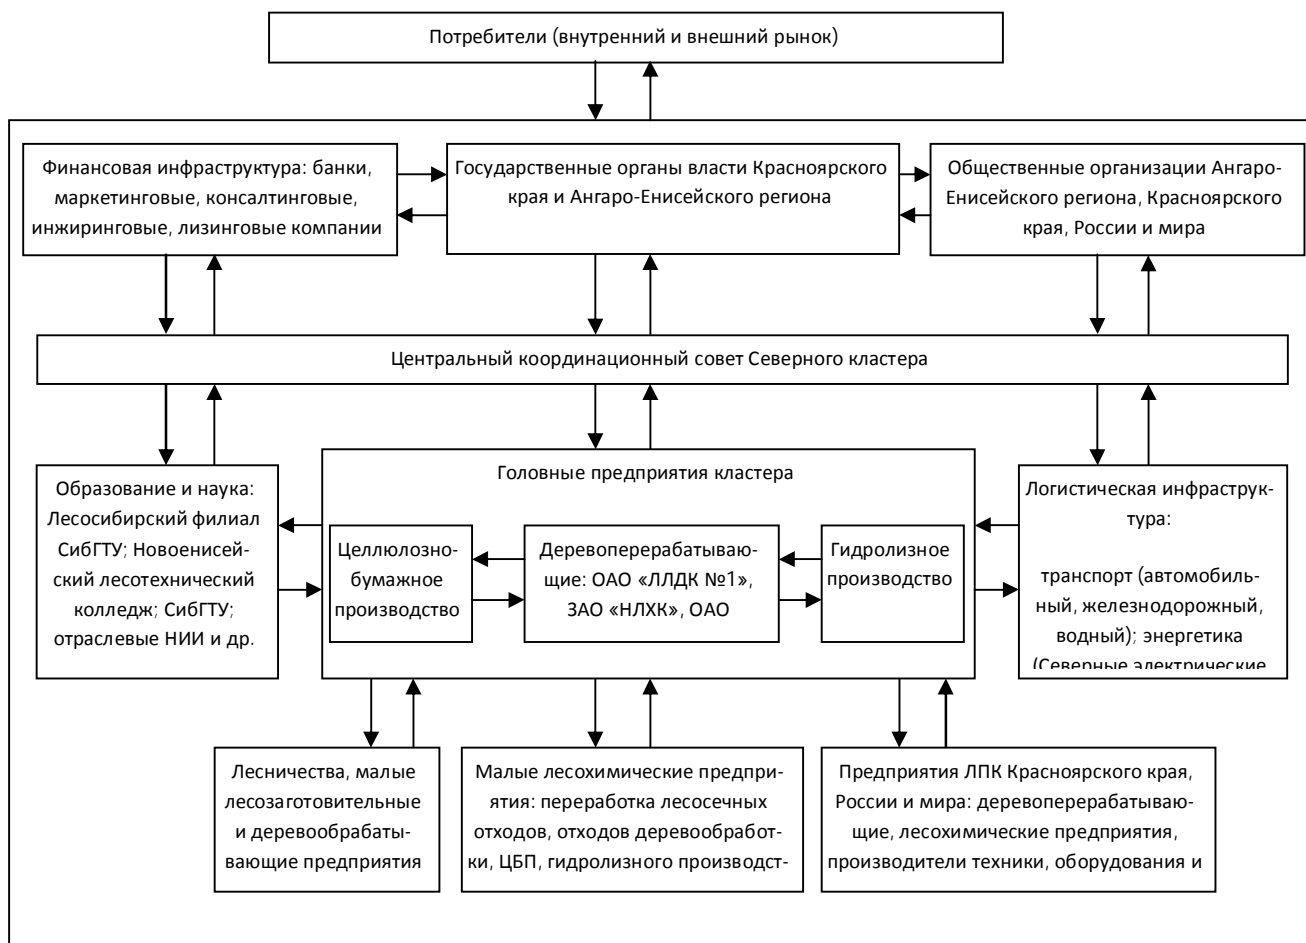 Потребители (внутренний и внешний рынок)
Финансовая инфраструктура: банки,
маркетинговые, консалтинговые,
инжиринговые, лизинговые компании
Государственные органы власти Красноярского
края и Ангаро-Енисейского региона
Общественные организации Ангаро-
Енисейского региона, Красноярского
края, России и мира
Центральный координационный совет Северного кластера
Образование и наука:
Лесосибирский филиал
СибГТУ; Новоенисей-
ский лесотехнический
колледж; СибГТУ;
отраслевые НИИ и др.
Головные предприятия кластера
Целлюлозно-
бумажное
производство
Деревоперерабатываю-
щие: ОАО «ЛЛДК №1»,
ЗАО «НЛХК», ОАО
Гидролизное
производство
Логистическая инфраструк-
тура:
транспорт (автомобиль-
ный, железнодорожный,
водный); энергетика
(Северные электрические
Лесничества, малые
лесозаготовительные
и деревообрабаты-
вающие предприятия
Малые лесохимические предпри-
ятия: переработка лесосечных
отходов, отходов деревообработ-
ки, ЦБП, гидролизного производст-
Предприятия ЛПК Красноярского края,
России и мира: деревоперерабатываю-
щие, лесохимические предприятия,
производители техники, оборудования и